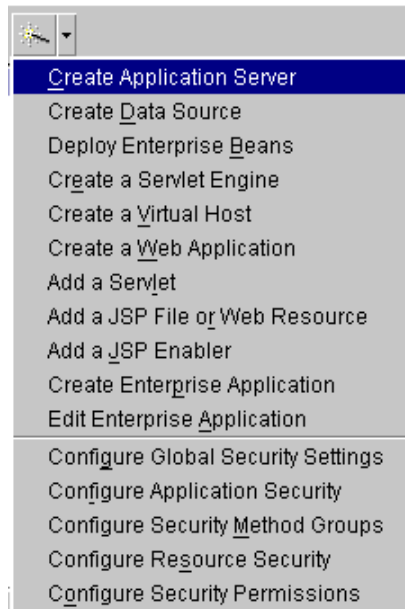 Create Application Server
Create Data Source
Deploy Enterprise Beans
Create a Servlet Engine
Create a Virtual Host
Create a Web Application
Add a Servlet
Add a JSP File or Web Resource
Add a JSP Enabler
Create Enterprise Application
Edit Enterprise Application
Configure Global Security Settings
Configure Application Security
Configure Security Method Groups
Configure Resource Security
Configure Security Permissions